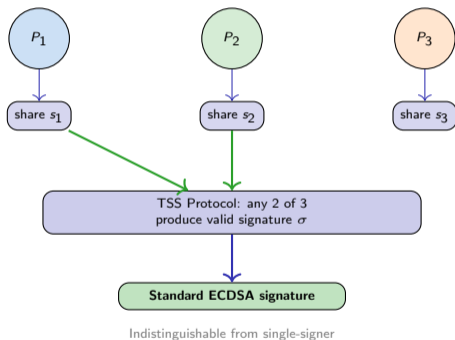 P₁ P₂ P₃
share s₁ share s₂ share s₃
TSS Protocol: any 2 of 3
produce valid signature σ
Standard ECDSA signature
Indistinguishable from single-signer